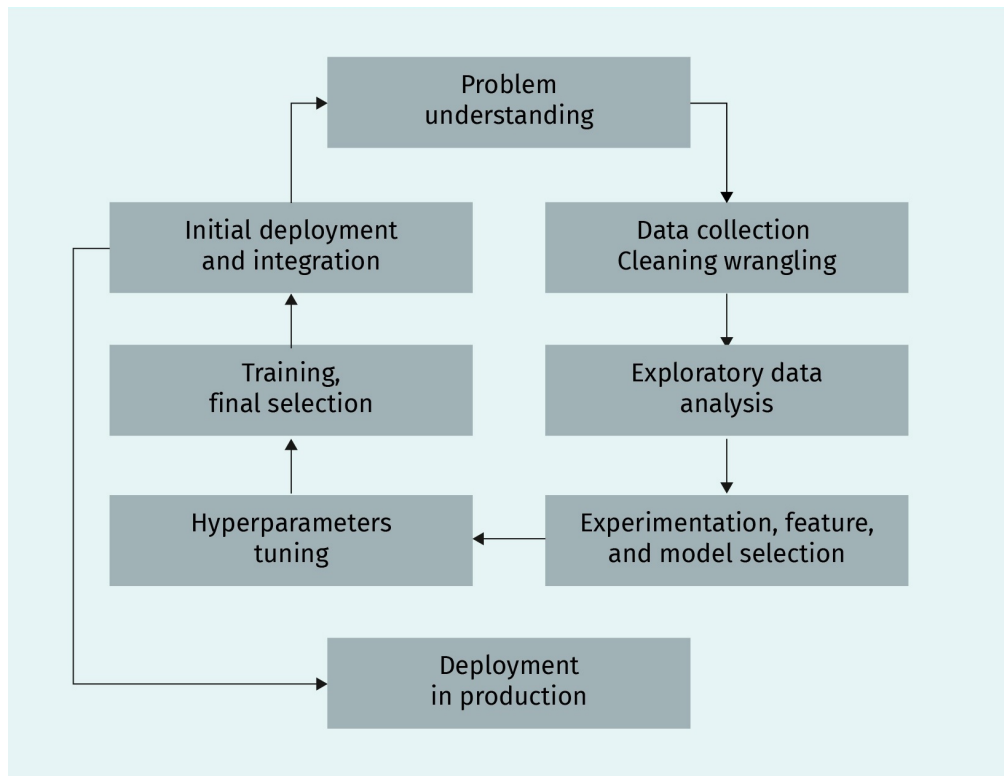 Problem
understanding
Data collection
Cleaning wrangling
Exploratory data
analysis
Experimentation, feature,
and model selection
Hyperparameters
tuning
Training,
final selection
Initial deployment
and integration
Deployment
in production